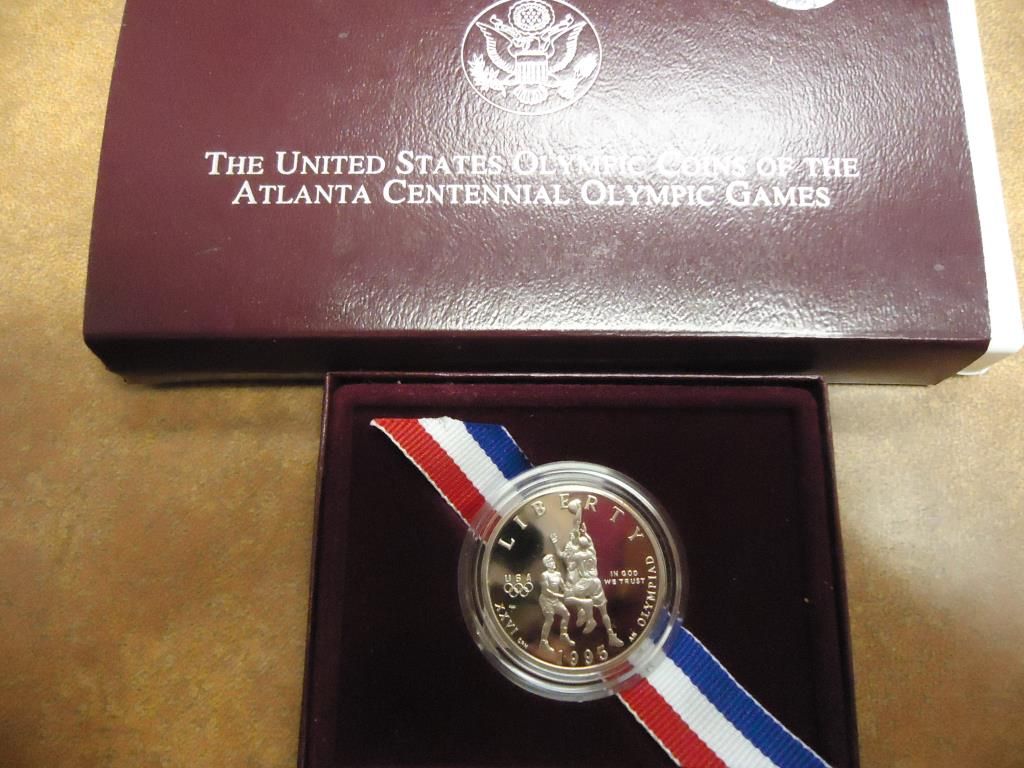 THE UNITED STATES OLYMPIC COINS OF THE
ATLANTA CENTENNIAL OLYMPIC GAMES
LIBERTY
USA
IN GOD
WE TRUST
XXVI OLYMPIAD
1995